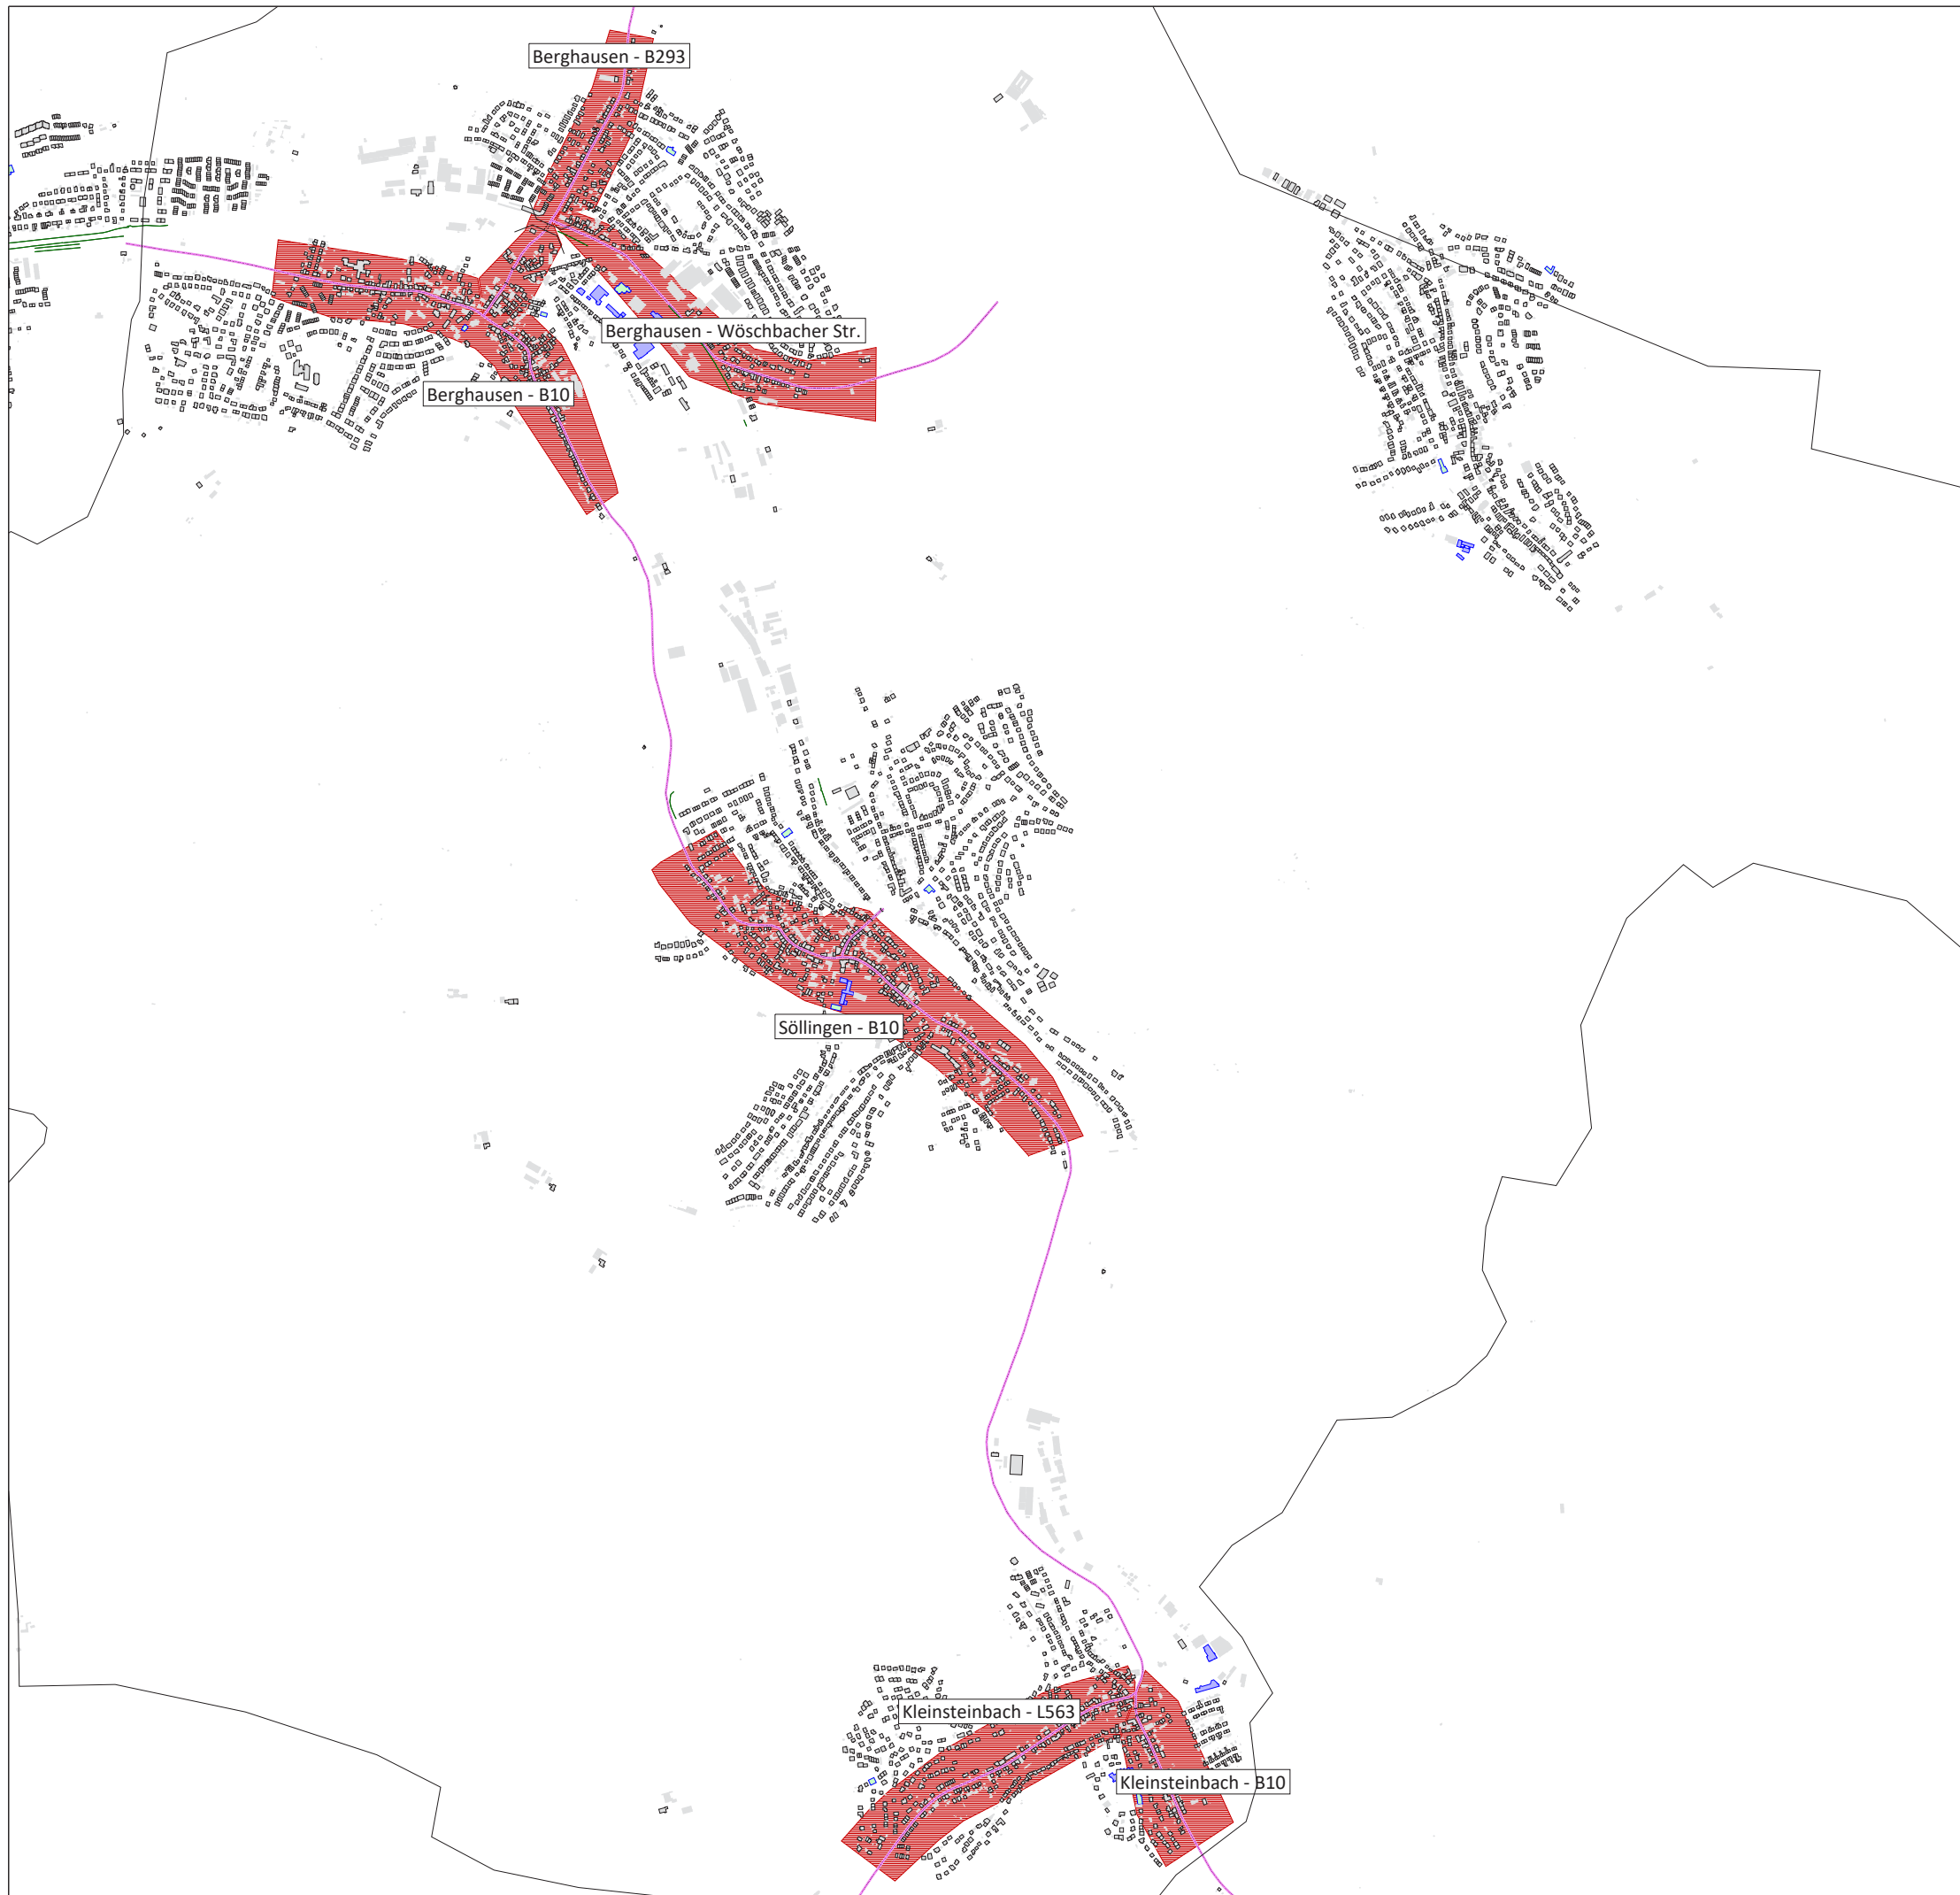 Berghausen - B293
Berghausen - Wöschbacher Str.
Berghausen - B10
Söllingen - B10
Kleinsteinbach - L563
Kleinsteinbach - B10